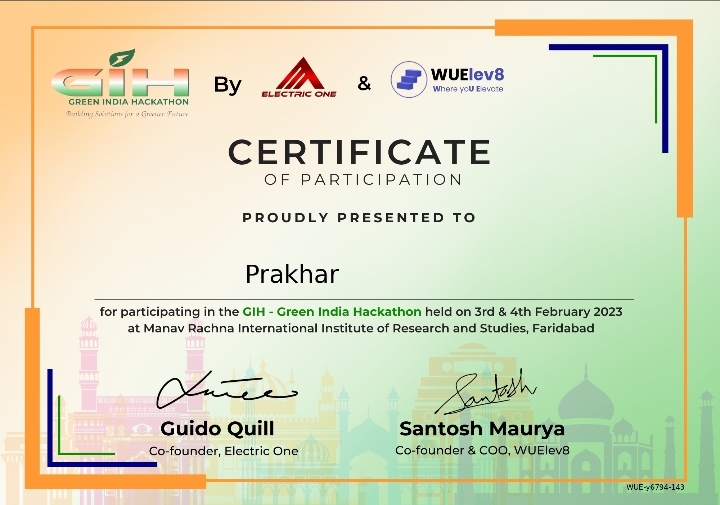 GIH
GREEN INDIA HACKATHON
Building Solutions for a Greener Future
By
ELECTRIC ONE
&
WUElev8
Where yoU Elevate
CERTIFICATE
OF PARTICIPATION
PROUDLY PRESENTED TO
Prakhar
for participating in the GIH - Green India Hackathon held on 3rd & 4th February 2023
at Manav Rachna International Institute of Research and Studies, Faridabad
Santosh
Guido Quill
Co-founder, Electric One
Santosh Maurya
Co-founder & COO, WUElev8
WUE-y6794-143